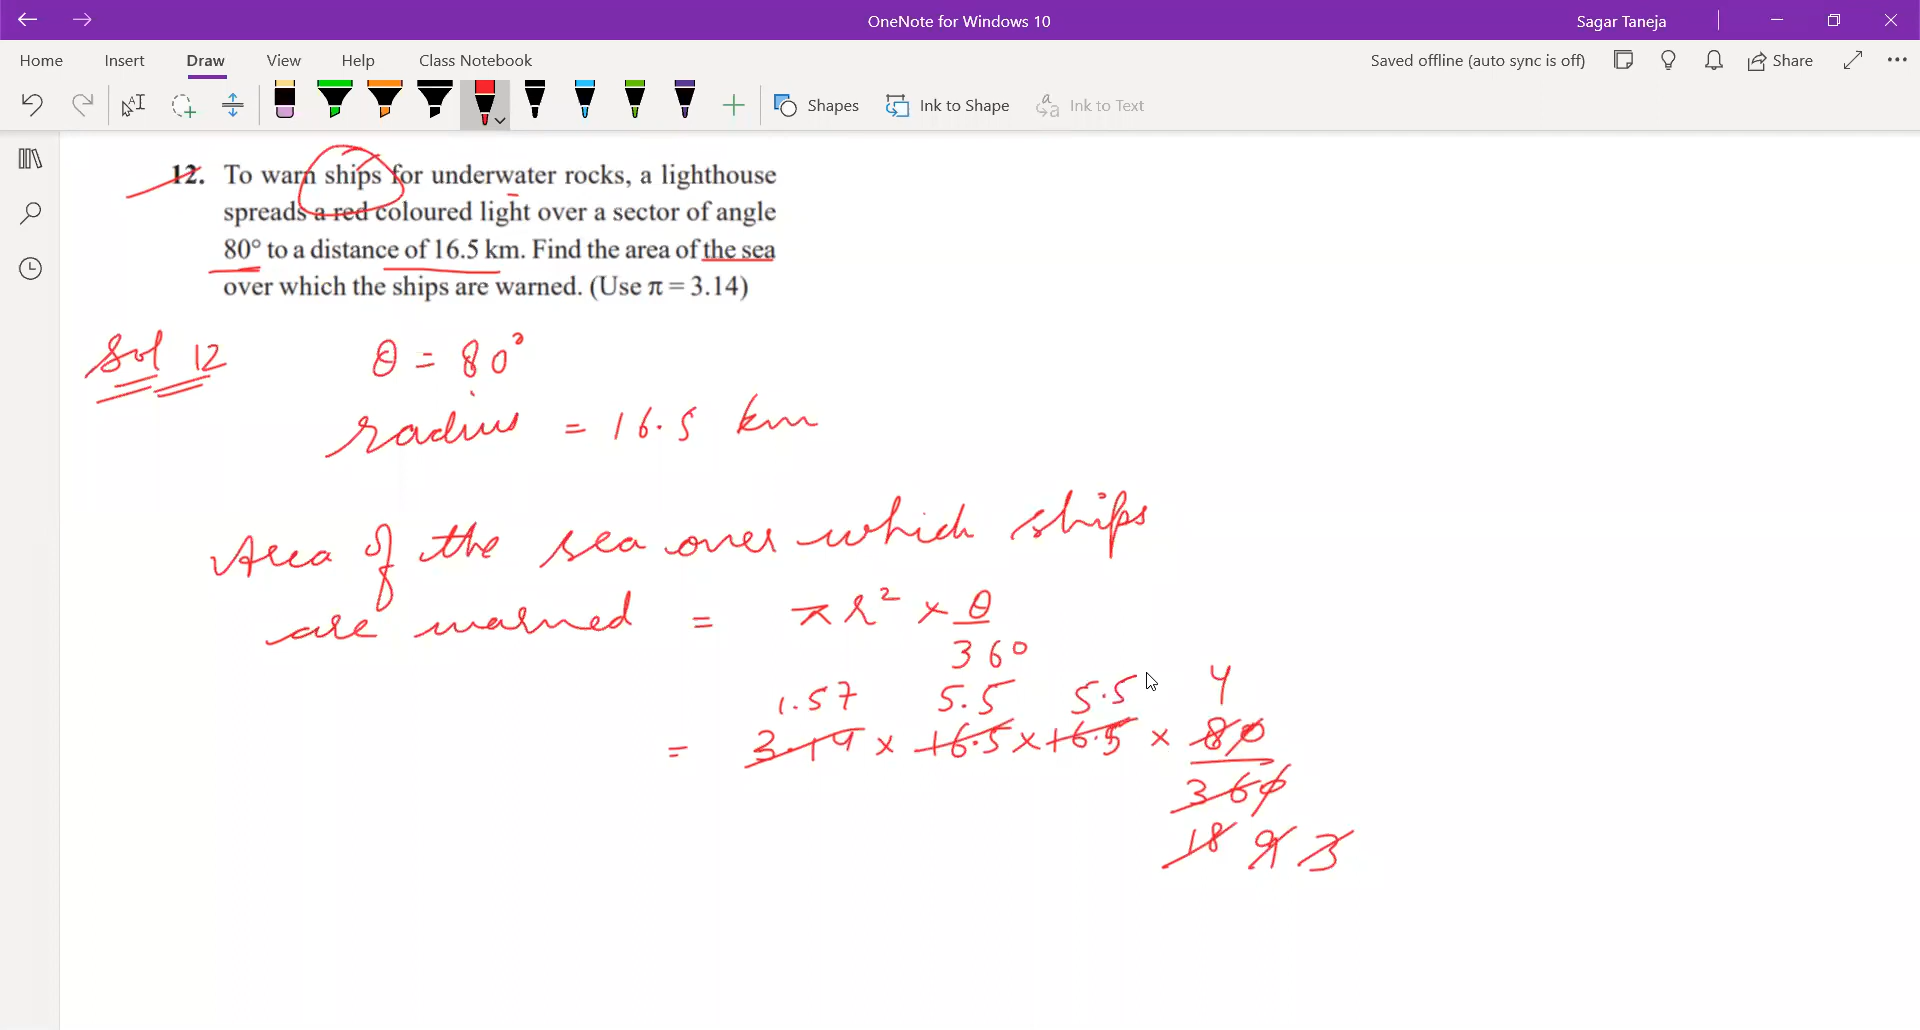 OneNote for Windows 10
Sagar Taneja
Home Insert Draw View Help Class Notebook
Saved offline (auto sync is off) Share
Shapes Ink to Shape Ink to Text
12. To warn ships for underwater rocks, a lighthouse
spreads a red coloured light over a sector of angle
80° to a distance of 16.5 km. Find the area of the sea
over which the ships are warned. (Use π = 3.14)
Sol 12 θ = 80°
radius = 16.5 km
Area of the sea over which ships
are warned = πr² × θ
360
1.57 5.5 5.5 4
= 3.14 × 16.5 × 16.5 × 80
360
18 9 3